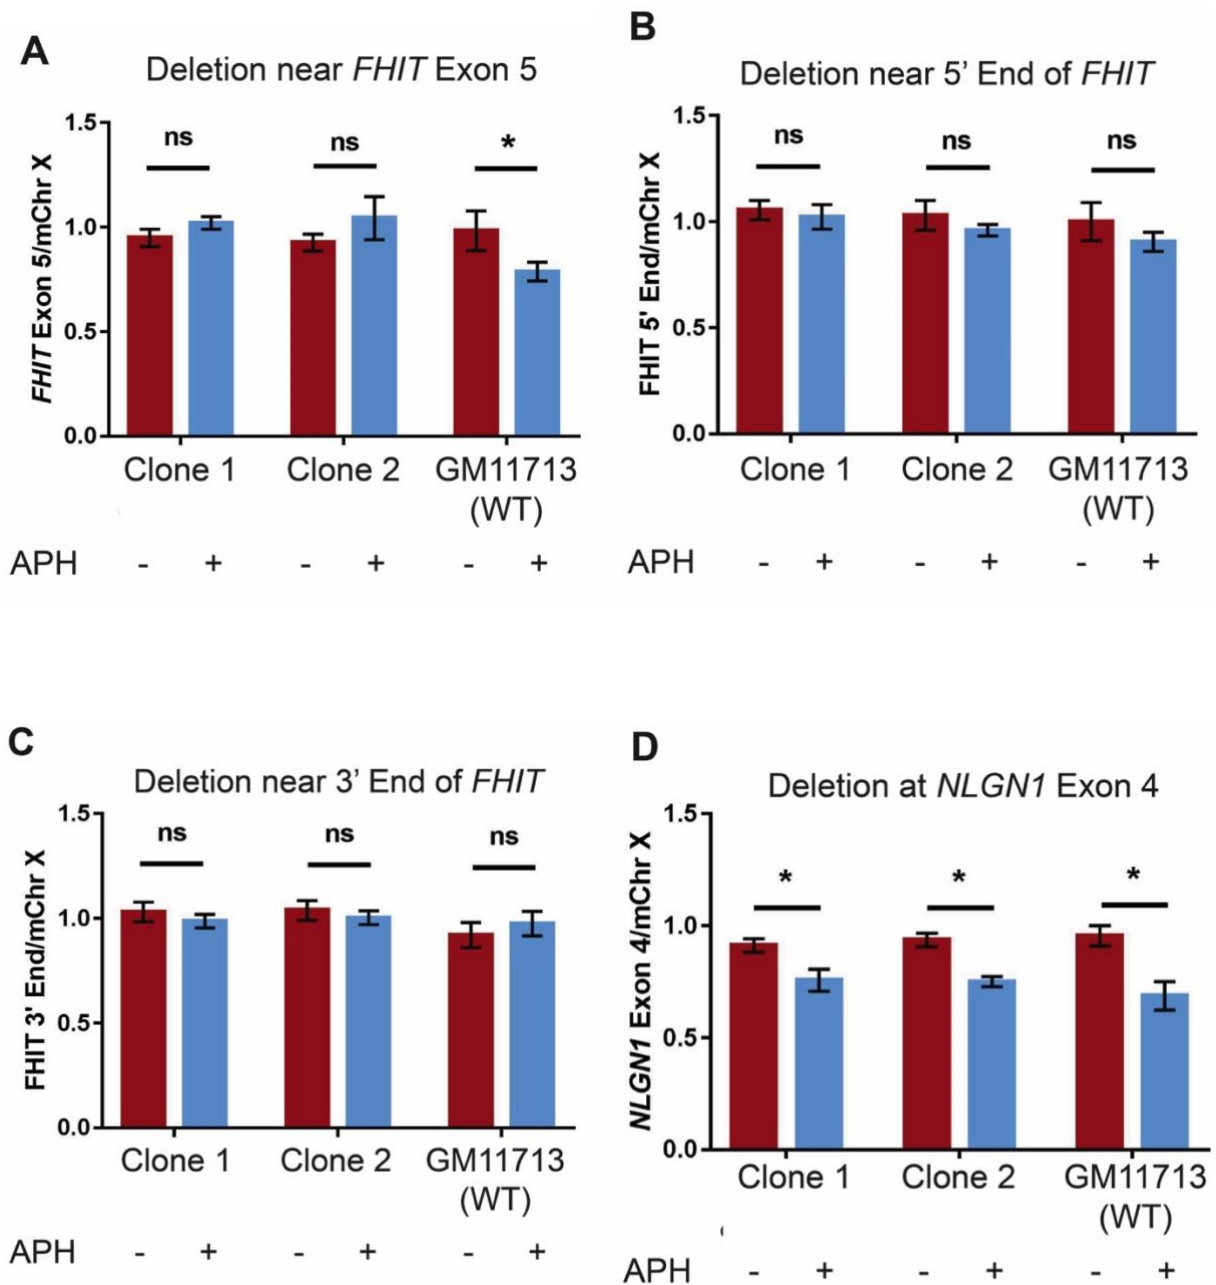 A
Deletion near FHIT Exon 5
FHIT Exon 5/mChr X
1.5
1.0
0.5
0.0
ns
ns
*
Clone 1
Clone 2
GM11713
(WT)
APH - + - + - +
B
Deletion near 5’ End of FHIT
FHIT 5' End/mChr X
1.5
1.0
0.5
0.0
ns
ns
ns
Clone 1
Clone 2
GM11713
(WT)
APH - + - + - +
C
Deletion near 3’ End of FHIT
FHIT 3' End/mChr X
1.5
1.0
0.5
0.0
ns
ns
ns
Clone 1
Clone 2
GM11713
(WT)
APH - + - + - +
D
Deletion at NLGN1 Exon 4
NLGN1 Exon 4/mChr X
1.5
1.0
0.5
0.0
*
*
*
Clone 1
Clone 2
GM11713
(WT)
APH - + - + - +